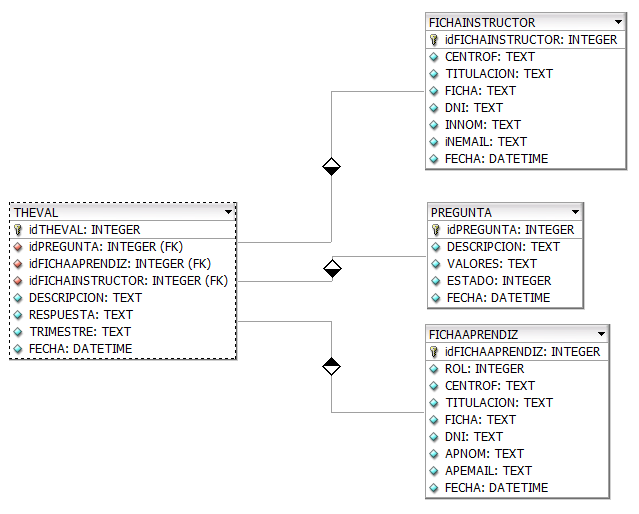 FICHAINSTRUCTOR
idFICHAINSTRUCTOR: INTEGER
CENTROF: TEXT
TITULACION: TEXT
FICHA: TEXT
DNI: TEXT
INNOM: TEXT
iNEMAIL: TEXT
FECHA: DATETIME
THEVAL
idTHEVAL: INTEGER
idPREGUNTA: INTEGER (FK)
idFICHAAPRENDIZ: INTEGER (FK)
idFICHAINSTRUCTOR: INTEGER (FK)
DESCRIPCION: TEXT
RESPUESTA: TEXT
TRIMESTRE: TEXT
FECHA: DATETIME
PREGUNTA
idPREGUNTA: INTEGER
DESCRIPCION: TEXT
VALORES: TEXT
ESTADO: INTEGER
FECHA: DATETIME
FICHAAPRENDIZ
idFICHAAPRENDIZ: INTEGER
ROL: INTEGER
CENTROF: TEXT
TITULACION: TEXT
FICHA: TEXT
DNI: TEXT
APNOM: TEXT
APEMAIL: TEXT
FECHA: DATETIME